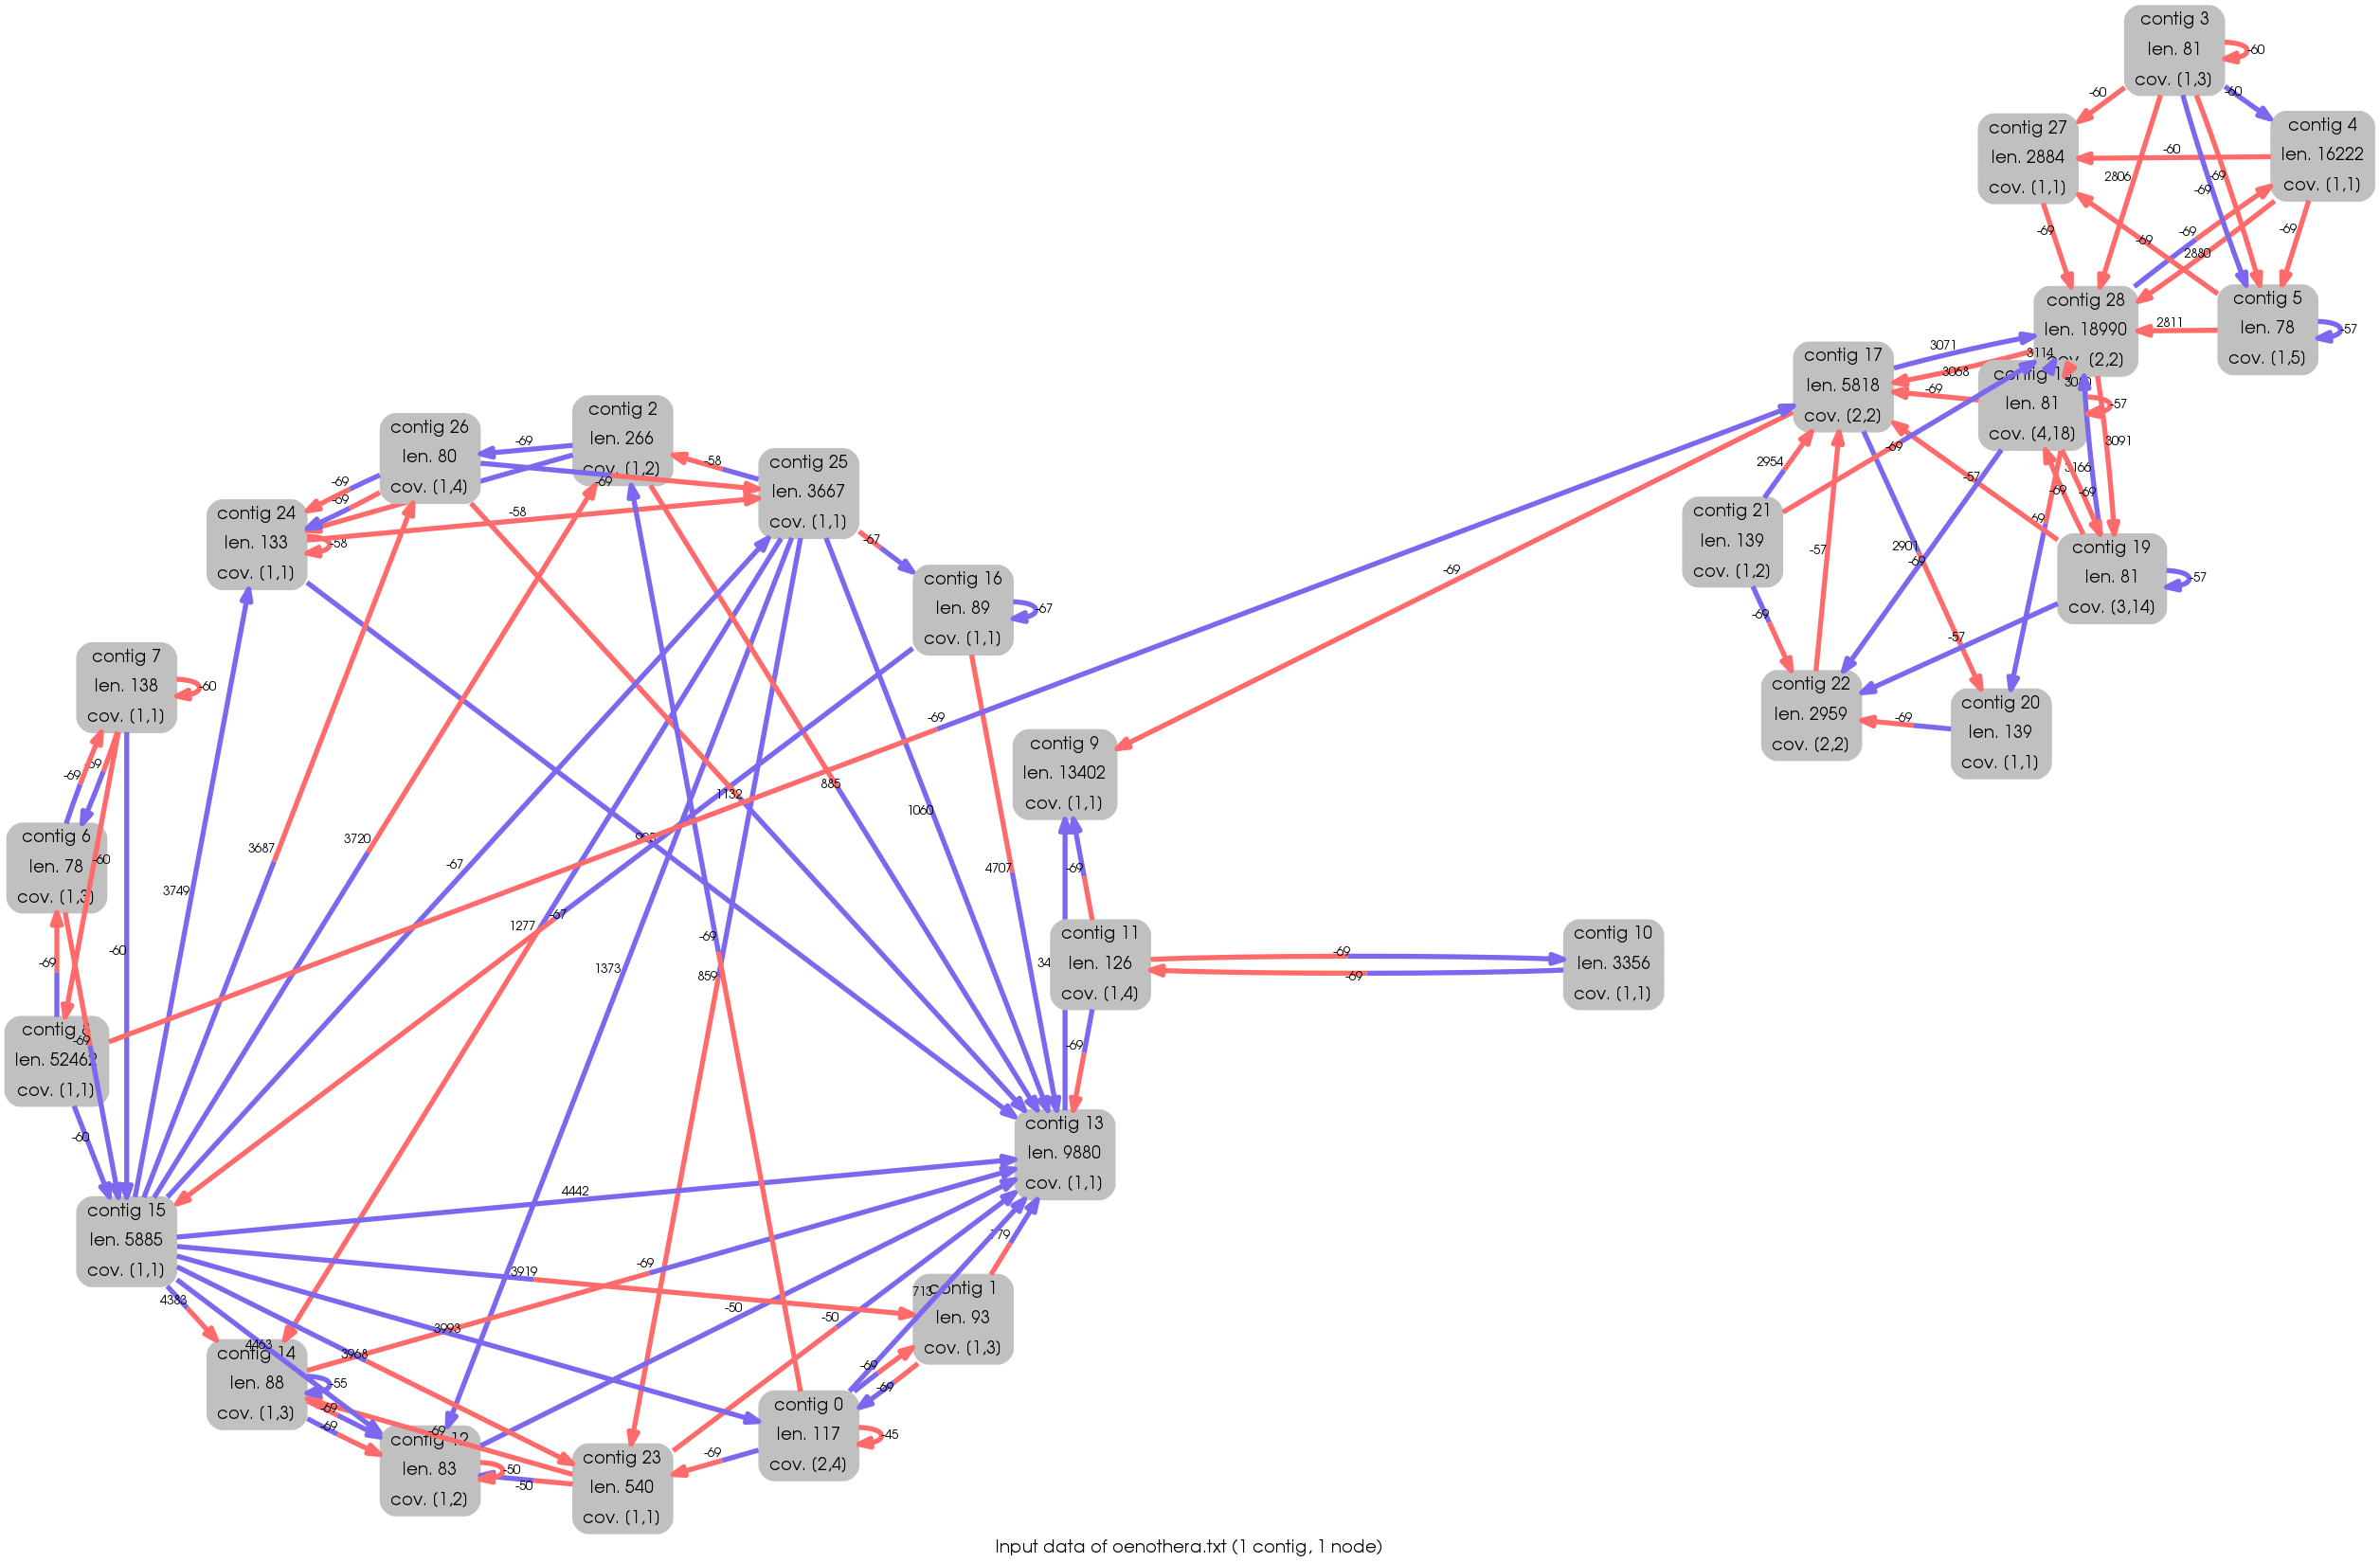 contig 3
len. 81
cov. (1,3)
-60
-60
-60
contig 27
len. 2884
cov. (1,1)
contig 4
len. 16222
cov. (1,1)
-60
2806
-69
-69
-69
-69
-69
2880
-69
contig 28
len. 18990
cov. (2,2)
contig 5
len. 78
cov. (1,5)
2811
-57
contig 17
len. 5818
cov. (2,2)
3071
3114
3068
-69
len. 81
cov. (4,18)
-57
3091
contig 26
len. 80
cov. (1,4)
contig 2
len. 266
cov. (1,2)
-69
-69
contig 25
len. 3667
cov. (1,1)
-58
contig 24
len. 133
cov. (1,1)
-69
-69
-58
-58
-67
contig 16
len. 89
cov. (1,1)
-67
2954
-69
-57
3166
-69
-69
contig 21
len. 139
cov. (1,2)
69
-57
2901
-69
contig 19
len. 81
cov. (3,14)
-57
-69
-69
-57
contig 22
len. 2959
cov. (2,2)
-69
contig 20
len. 139
cov. (1,1)
contig 7
len. 138
cov. (1,1)
-60
-69
-69
contig 9
len. 13402
cov. (1,1)
contig 6
len. 78
cov. (1,3)
-60
3687
3720
1132
885
1060
3749
-67
4707
-69
contig 11
len. 126
cov. (1,4)
-69
-69
contig 10
len. 3356
cov. (1,1)
-69
-60
1277
-67
1373
-69
859
contig 8
len. 52462
cov. (1,1)
-69
-60
-69
contig 13
len. 9880
cov. (1,1)
contig 15
len. 5885
cov. (1,1)
4442
3919
-69
4383
-50
-50
779
713
contig 1
len. 93
cov. (1,3)
4463
3968
3993
contig 14
len. 88
cov. (1,3)
-55
-69
-69
-69
-69
-69
contig 12
len. 83
cov. (1,2)
-50
-50
contig 23
len. 540
cov. (1,1)
-69
contig 0
len. 117
cov. (2,4)
-45
Input data of oenothera.txt (1 contig, 1 node)